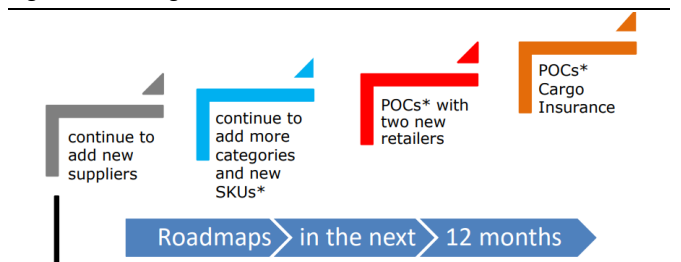 continue to
add new
suppliers
continue to
add more
categories
and new
SKUs*
POCs* with
two new
retailers
POCs*
Cargo
Insurance
Roadmaps in the next 12 months